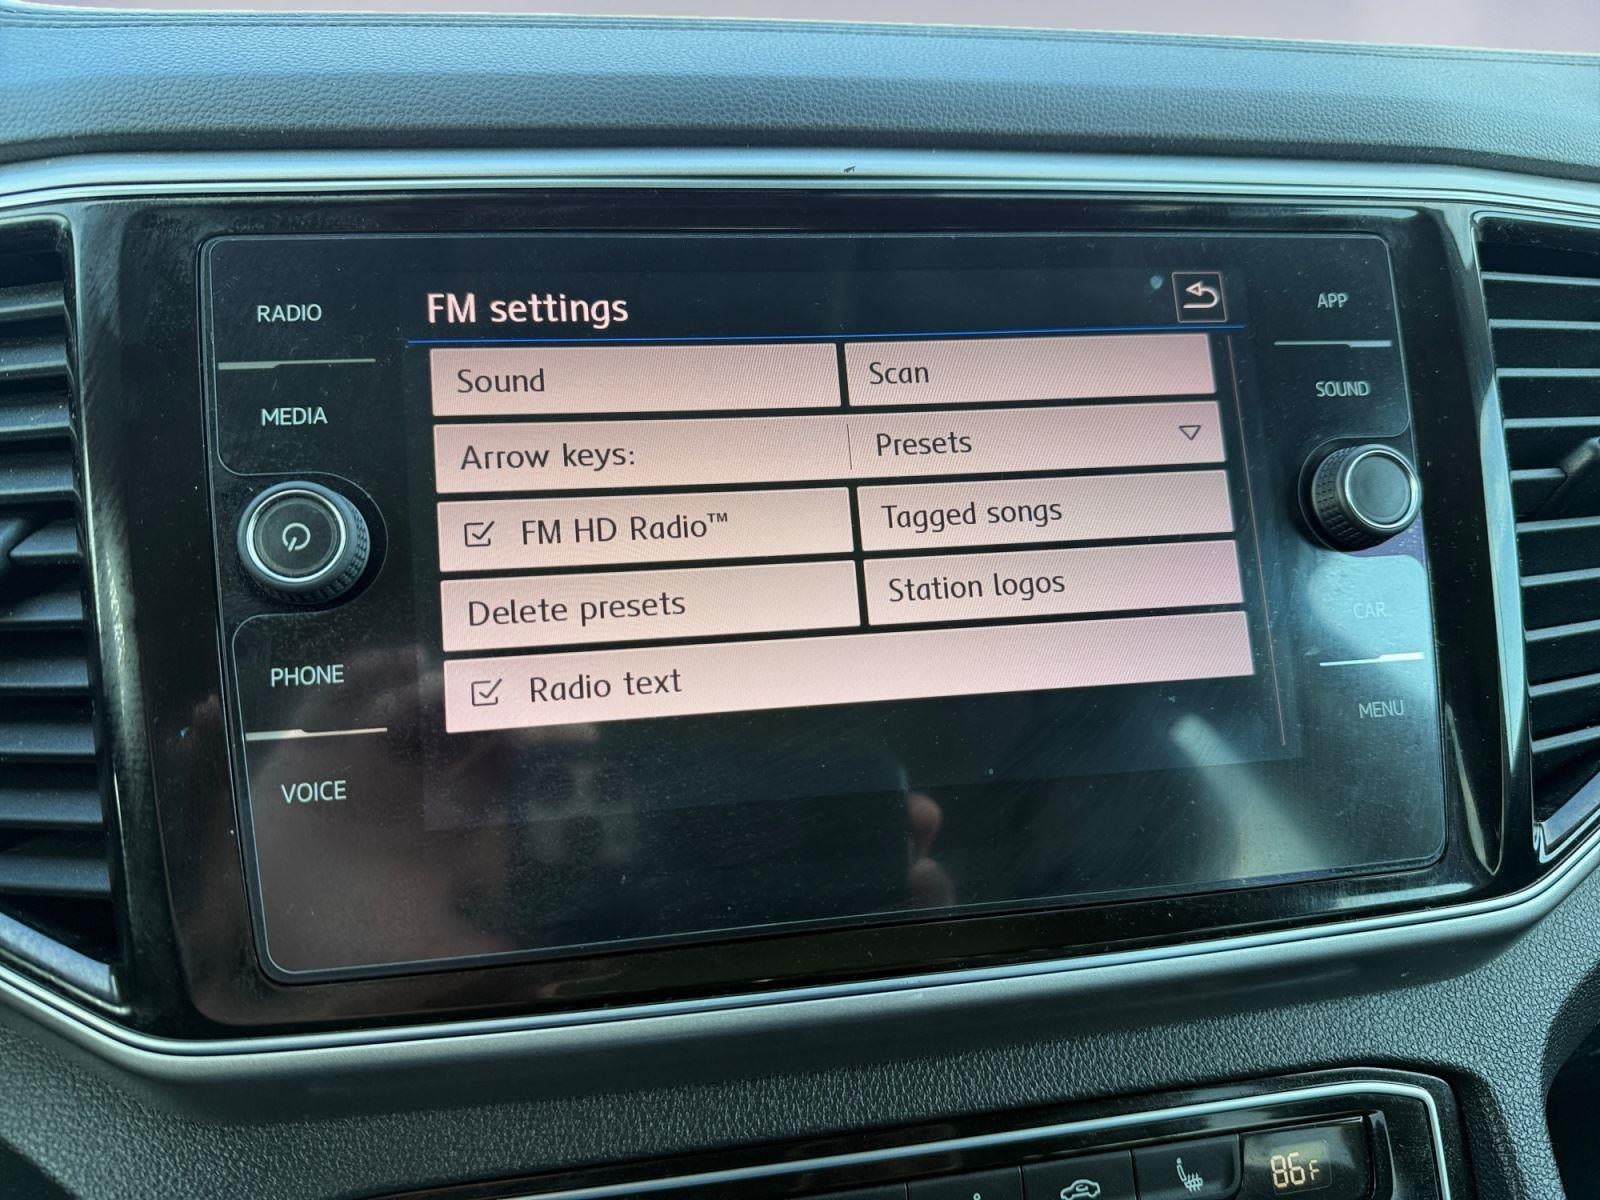 RADIO
MEDIA
PHONE
VOICE
FM settings
Sound
Scan
Arrow keys:
Presets
FM HD Radio™
Tagged songs
Delete presets
Station logos
Radio text
APP
SOUND
CAR
MENU
86F